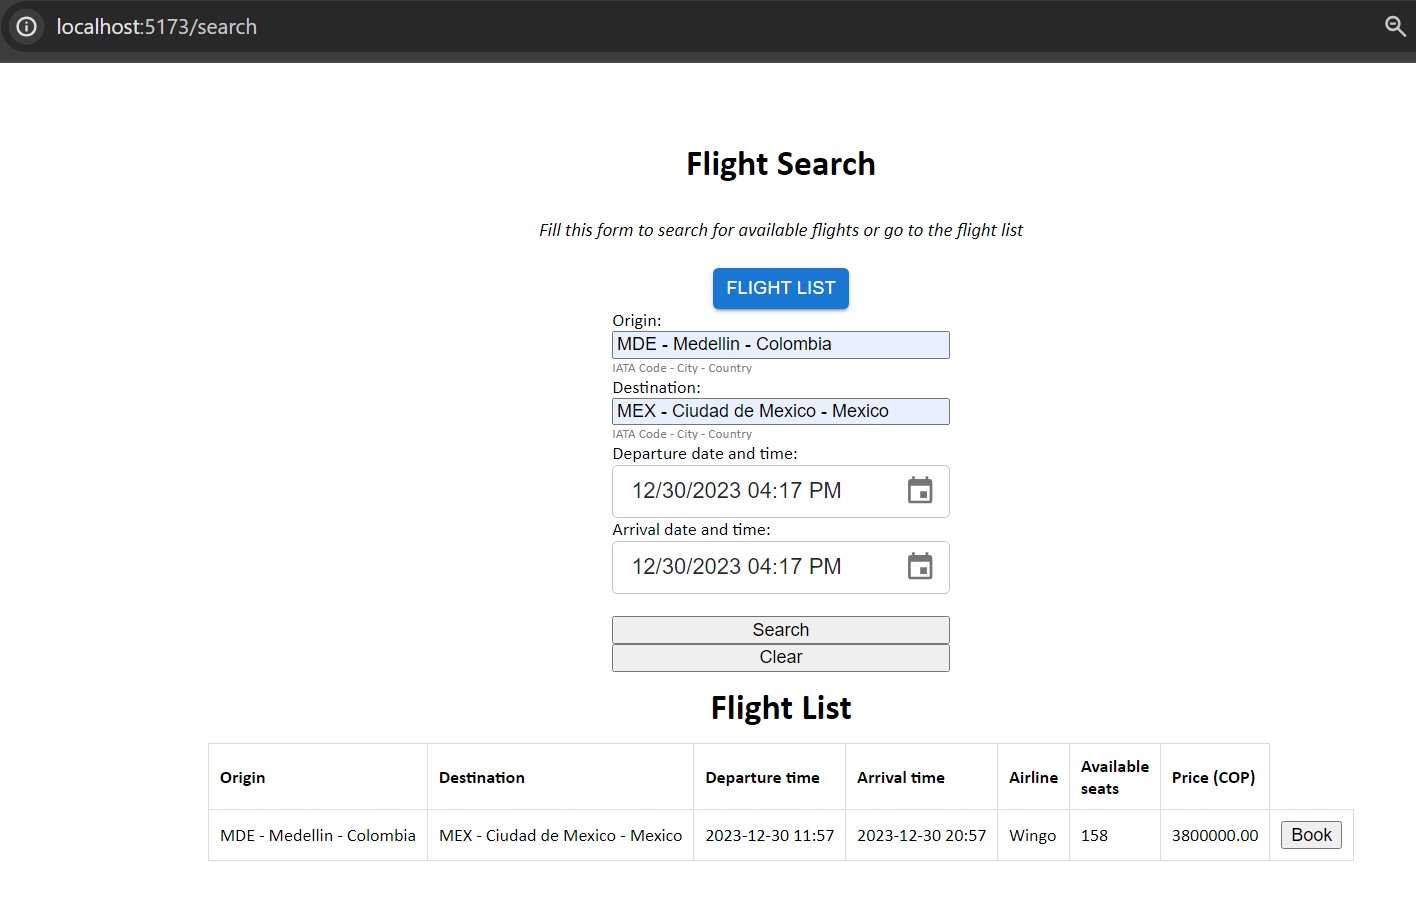 localhost:5173/search
Flight Search
Fill this form to search for available flights or go to the flight list
FLIGHT LIST
Origin:
MDE - Medellin - Colombia
IATA Code - City - Country
Destination:
MEX - Ciudad de Mexico - Mexico
IATA Code - City - Country
Departure date and time:
12/30/2023 04:17 PM
Arrival date and time:
12/30/2023 04:17 PM
Search
Clear
Flight List
Origin Destination Departure time Arrival time Airline Available seats Price (COP)
MDE - Medellin - Colombia MEX - Ciudad de Mexico - Mexico 2023-12-30 11:57 2023-12-30 20:57 Wingo 158 3800000.00 Book